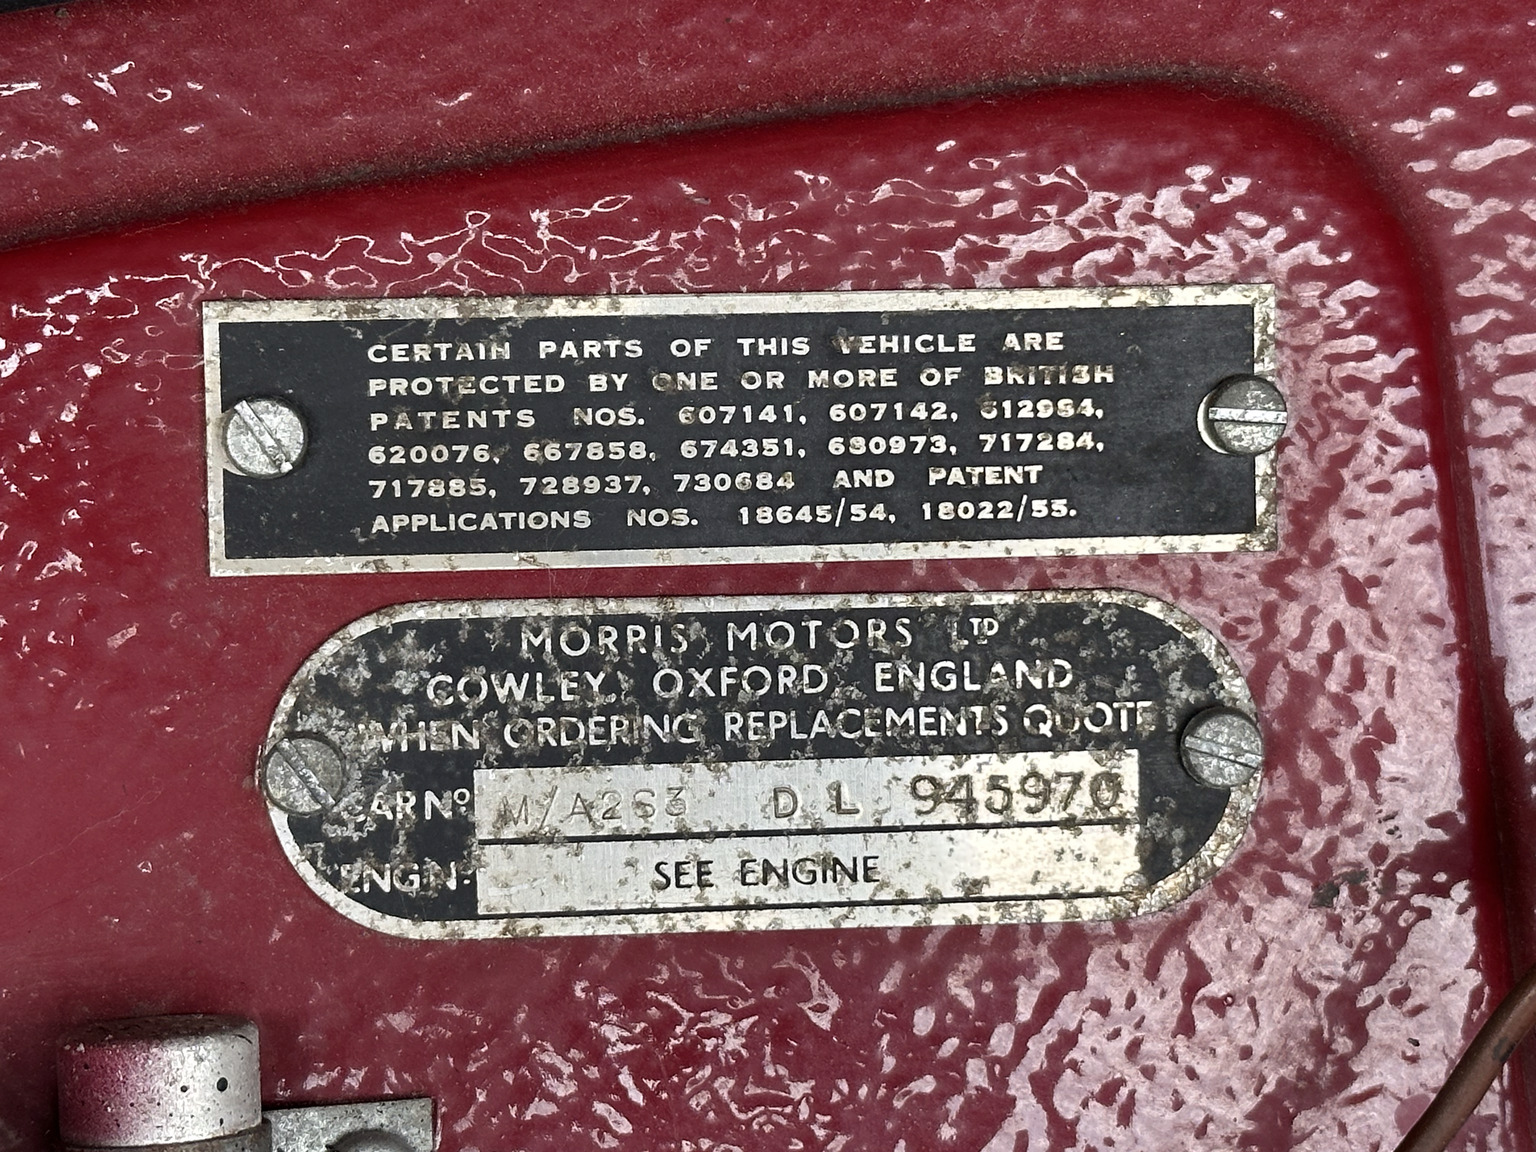 CERTAIN PARTS OF THIS VEHICLE ARE
PROTECTED BY ONE OR MORE OF BRITISH
PATENTS NOS. 607141, 607142, 612984,
620076, 667858, 674351, 680973, 717284,
717885, 728937, 730684 AND PATENT
APPLICATIONS NOS. 18645/54, 18022/55.
MORRIS MOTORS LTD
COWLEY, OXFORD, ENGLAND
WHEN ORDERING REPLACEMENTS QUOTE
CAR Nº M/A2S3 D L 945970
ENG Nº SEE ENGINE